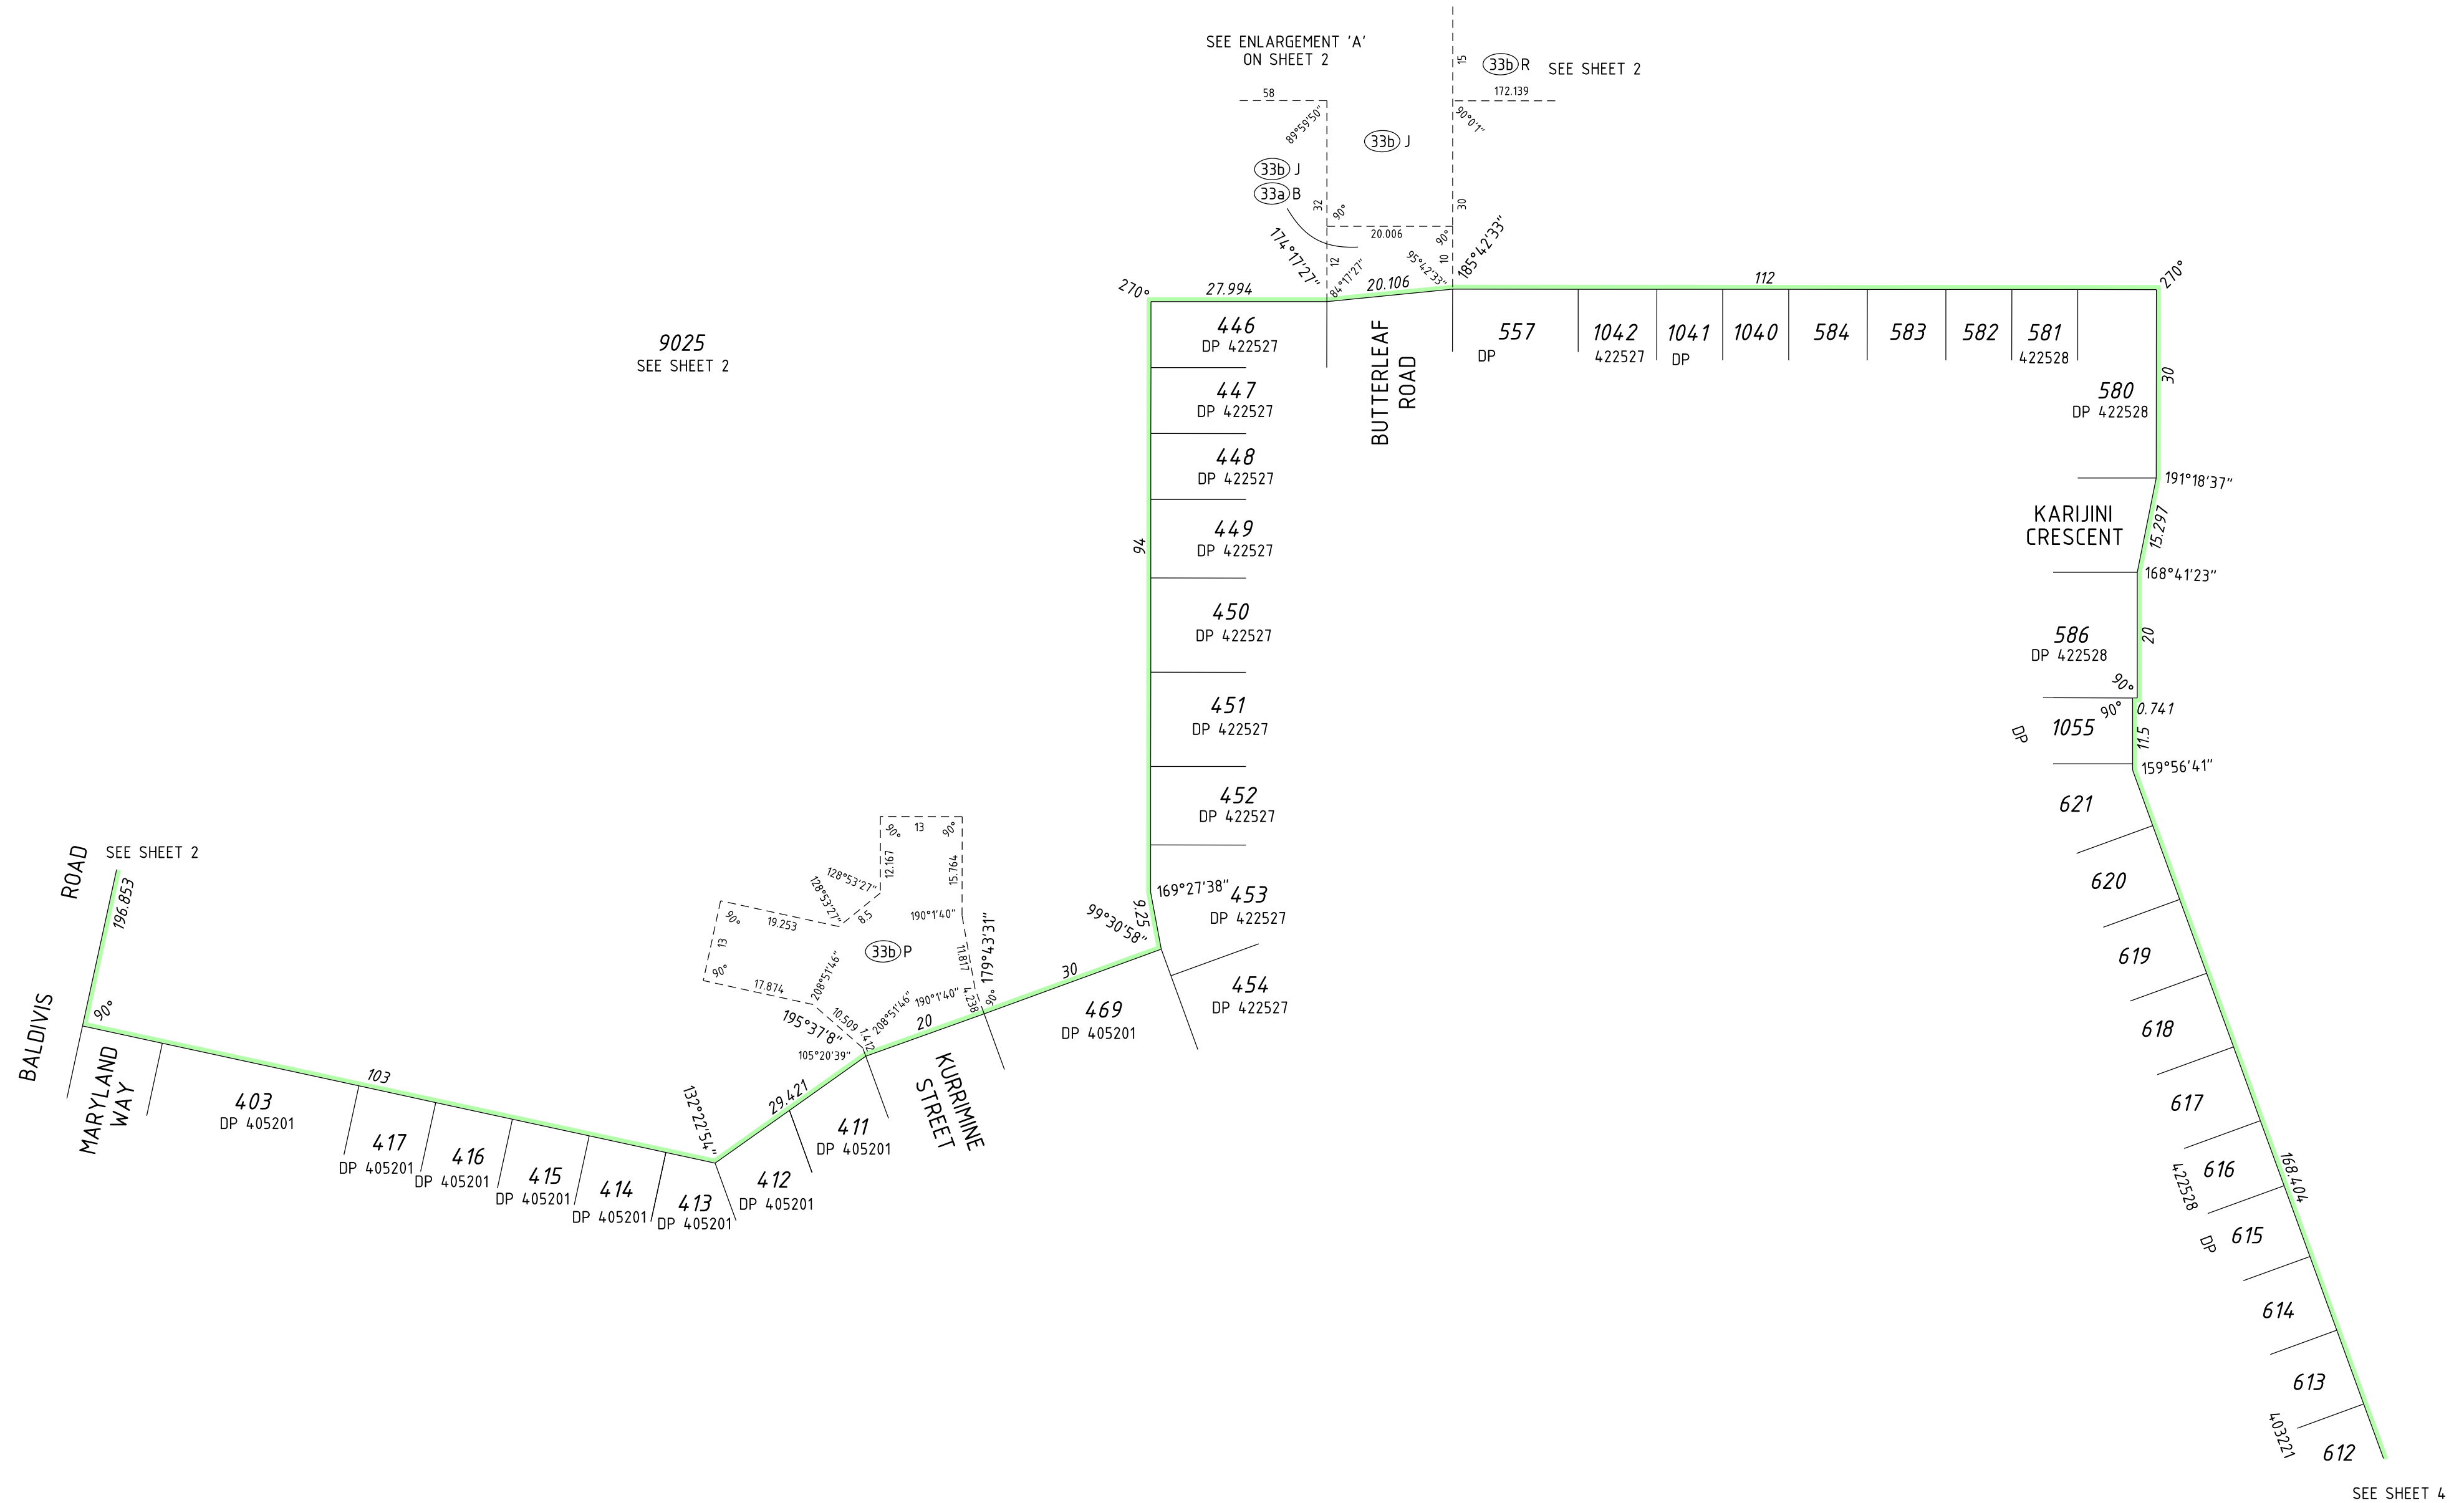 SEE ENLARGEMENT 'A'
ON SHEET 2
15
33b R
SEE SHEET 2
58
172.139
89°59'50"
90°0'1"
33b J
33b J
33a B
32
90°
30
20.006
90°
174°17'27"
12
84°17'27"
95°42'33"
10
185°42'33"
270°
27.994
20.106
112
270°
9025
SEE SHEET 2
446
DP 422527
BUTTERLEAF
ROAD
557
DP
1042
422527
1041
DP
1040
584
583
582
581
422528
30
580
DP 422528
447
DP 422527
448
DP 422527
191°18'37"
KARIJINI
CRESCENT
15.297
449
DP 422527
94
168°41'23"
450
DP 422527
586
DP 422528
20
90°
451
DP 422527
90°
0.741
1055
DP
11.5
159°56'41"
452
DP 422527
621
169°27'38"
453
DP 422527
9.25
99°30'58"
620
454
DP 422527
619
618
617
616
422528
168.404
615
DP
614
613
403221
612
SEE SHEET 4
ROAD
SEE SHEET 2
196.853
BALDIVIS
90°
MARYLAND
WAY
103
403
DP 405201
417
DP 405201
416
DP 405201
415
DP 405201
414
DP 405201
413
DP 405201
132°22'54"
412
DP 405201
29.421
411
DP 405201
90°
13
90°
12.167
15.764
128°53'27"
128°53'27"
8.5
190°1'40"
90°
19.253
13
33b P
90°
17.874
208°51'46"
11.817
179°43'31"
10.509
195°37'8"
1.412
208°51'46"
190°1'40"
4.238
90°
105°20'39"
20
30
KURRIMINE
STREET
469
DP 405201